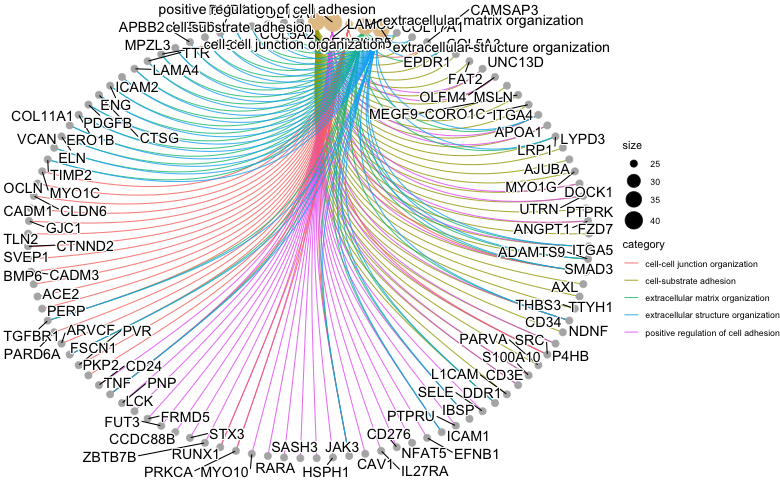 positive regulation of cell adhesion
CAMSAP3
APBB2
cell-substrate adhesion
LAMC
extracellular matrix organization
MPZL3
TTR
cell-cell junction organization
extracellular structure organization
EPDR1
UNC13D
LAMA4
FAT2
ICAM2
OLFM4
MSLN
ENG
MEGF9
CORO1C
ITGA4
COL11A1
PDGFB
CTSG
APOA1
VCAN
ERO1B
LRP1
LYPD3
ELN
AJUBA
TIMP2
MYO1G
DOCK1
OCLN
MYO1C
UTRN
PTPRK
CADM1
CLDN6
GJC1
ANGPT1
FZD7
TLN2
CTNND2
ADAMTS9
ITGA5
SVEP1
SMAD3
BMP6
CADM3
AXL
ACE2
THBS3
TTYH1
PERP
CD34
NDNF
TGFBR1
ARVCF
PVR
PARVA
SRC
PARD6A
FSCN1
S100A10
P4HB
PKP2
CD24
L1CAM
CD3E
TNF
PNP
SELE
DDR1
LCK
IBSP
FUT3
FRMD5
PTPRU
CCDC88B
STX3
CD276
ICAM1
ZBTB7B
RUNX1
SASH3
JAK3
NFAT5
EFNB1
PRKCA
MYO10
RARA
HSPH1
CAV1
IL27RA
size
25
30
35
40
category
cell-cell junction organization
cell-substrate adhesion
extracellular matrix organization
extracellular structure organization
positive regulation of cell adhesion